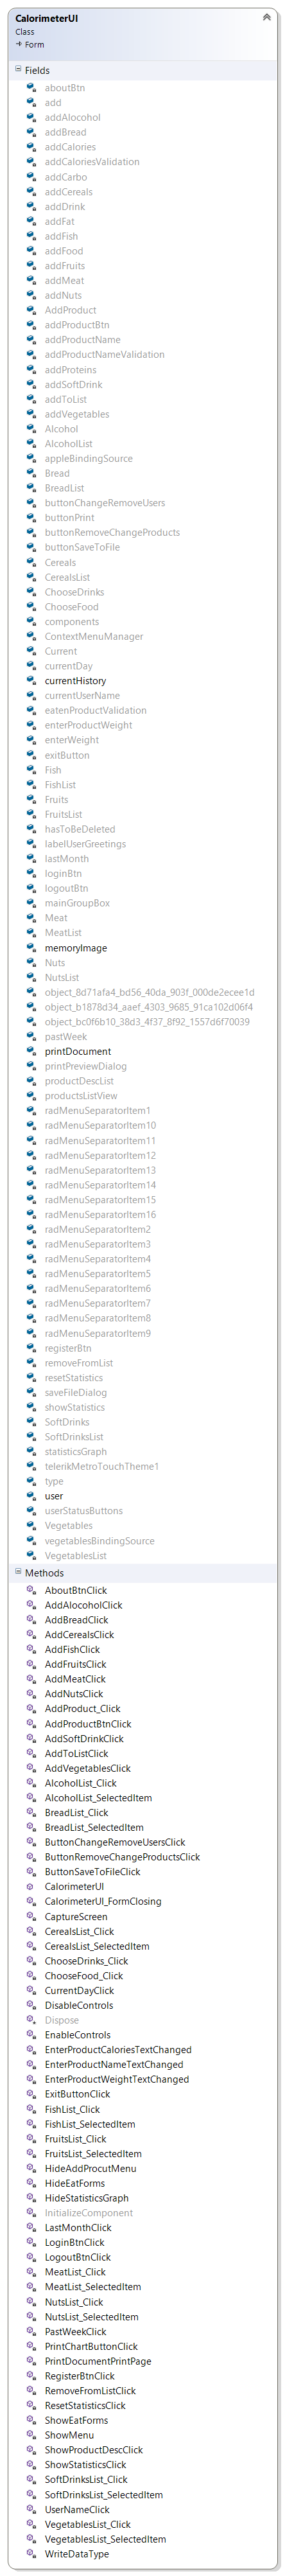 CalorimeterUI
Class
Form
Fields
aboutBtn
add
addAlocohol
addBread
addCalories
addCaloriesValidation
addCarbo
addCereals
addDrink
addFat
addFish
addFood
addFruits
addMeat
addNuts
AddProduct
addProductBtn
addProductName
addProductNameValidation
addProteins
addSoftDrink
addToList
addVegetables
Alcohol
AlcoholList
appleBindingSource
Bread
BreadList
buttonChangeRemoveUsers
buttonPrint
buttonRemoveChangeProducts
buttonSaveToFile
Cereals
CerealsList
ChooseDrinks
ChooseFood
components
ContextMenuManager
Current
currentDay
currentHistory
currentUserName
eatenProductValidation
enterProductWeight
enterWeight
exitButton
Fish
FishList
Fruits
FruitsList
hasToBeDeleted
labelUserGreetings
lastMonth
loginBtn
logoutBtn
mainGroupBox
Meat
MeatList
memoryImage
Nuts
NutsList
object_8d71afa4_bd56_40da_903f_000de2ecee1d
object_b1878d34_aaef_4303_9685_91ca102d06f4
object_bc0f6b10_38d3_4f37_8f92_1557d6f70039
pastWeek
printDocument
printPreviewDialog
productDescList
productsListView
radMenuSeparatorItem1
radMenuSeparatorItem10
radMenuSeparatorItem11
radMenuSeparatorItem12
radMenuSeparatorItem13
radMenuSeparatorItem14
radMenuSeparatorItem15
radMenuSeparatorItem16
radMenuSeparatorItem2
radMenuSeparatorItem3
radMenuSeparatorItem4
radMenuSeparatorItem5
radMenuSeparatorItem6
radMenuSeparatorItem7
radMenuSeparatorItem8
radMenuSeparatorItem9
registerBtn
removeFromList
resetStatistics
saveFileDialog
showStatistics
SoftDrinks
SoftDrinksList
statisticsGraph
telerikMetroTouchTheme1
type
user
userStatusButtons
Vegetables
vegetablesBindingSource
VegetablesList
Methods
AboutBtnClick
AddAlocoholClick
AddBreadClick
AddCerealsClick
AddFishClick
AddFruitsClick
AddMeatClick
AddNutsClick
AddProduct_Click
AddProductBtnClick
AddSoftDrinkClick
AddToListClick
AddVegetablesClick
AlcoholList_Click
AlcoholList_SelectedItem
BreadList_Click
BreadList_SelectedItem
ButtonChangeRemoveUsersClick
ButtonRemoveChangeProductsClick
ButtonSaveToFileClick
CalorimeterUI
CalorimeterUI_FormClosing
CaptureScreen
CerealsList_Click
CerealsList_SelectedItem
ChooseDrinks_Click
ChooseFood_Click
CurrentDayClick
DisableControls
Dispose
EnableControls
EnterProductCaloriesTextChanged
EnterProductNameTextChanged
EnterProductWeightTextChanged
ExitButtonClick
FishList_Click
FishList_SelectedItem
FruitsList_Click
FruitsList_SelectedItem
HideAddProcutMenu
HideEatForms
HideStatisticsGraph
InitializeComponent
LastMonthClick
LoginBtnClick
LogoutBtnClick
MeatList_Click
MeatList_SelectedItem
NutsList_Click
NutsList_SelectedItem
PastWeekClick
PrintChartButtonClick
PrintDocumentPrintPage
RegisterBtnClick
RemoveFromListClick
ResetStatisticsClick
ShowEatForms
ShowMenu
ShowProductDescClick
ShowStatisticsClick
SoftDrinksList_Click
SoftDrinksList_SelectedItem
UserNameClick
VegetablesList_Click
VegetablesList_SelectedItem
WriteDataType